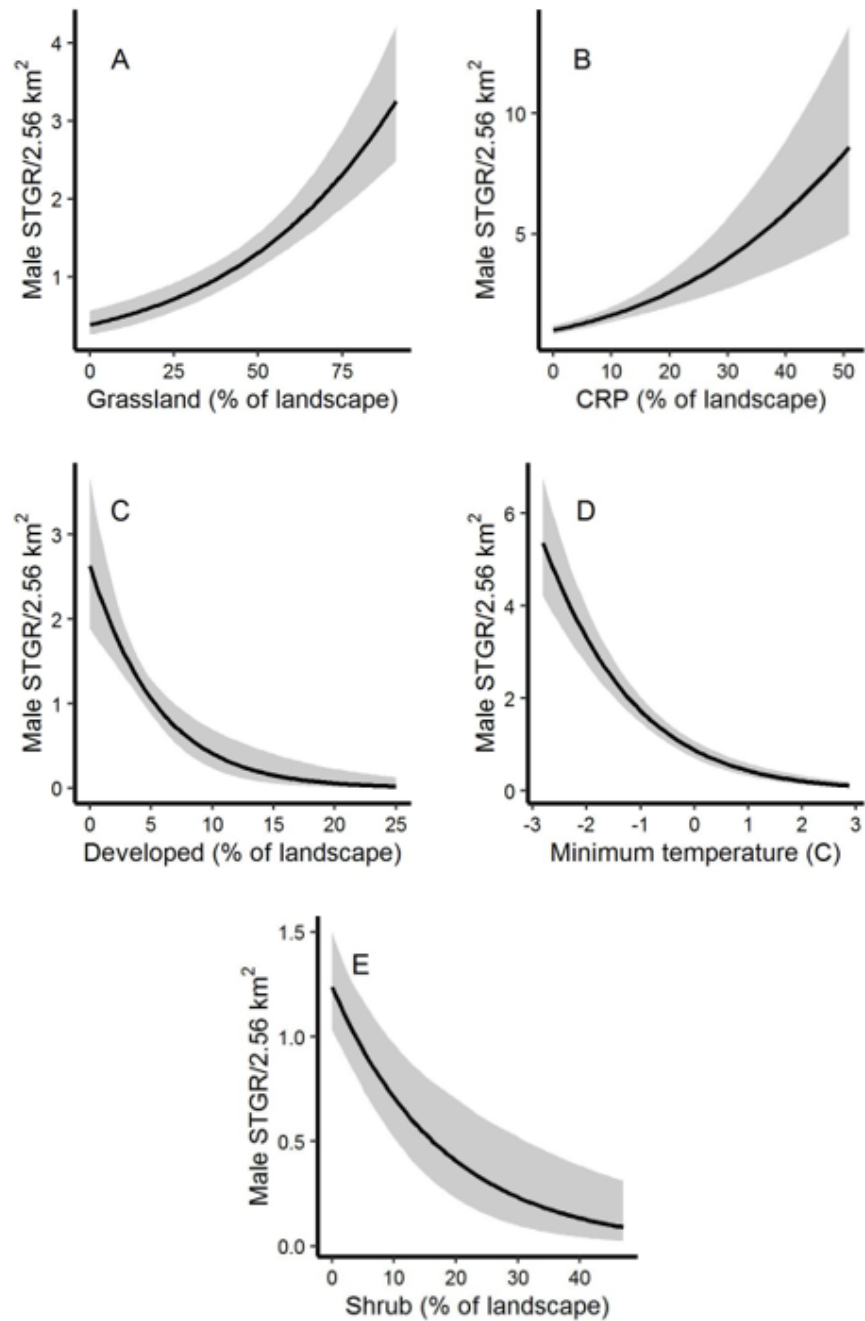 A
Male STGR/2.56 km²
4
3
2
1
0 25 50 75
Grassland (% of landscape)
B
Male STGR/2.56 km²
10
5
0 10 20 30 40 50
CRP (% of landscape)
C
Male STGR/2.56 km²
3
2
1
0
0 5 10 15 20 25
Developed (% of landscape)
D
Male STGR/2.56 km²
6
4
2
0
-3 -2 -1 0 1 2 3
Minimum temperature (C)
E
Male STGR/2.56 km²
1.5
1.0
0.5
0.0
0 10 20 30 40
Shrub (% of landscape)